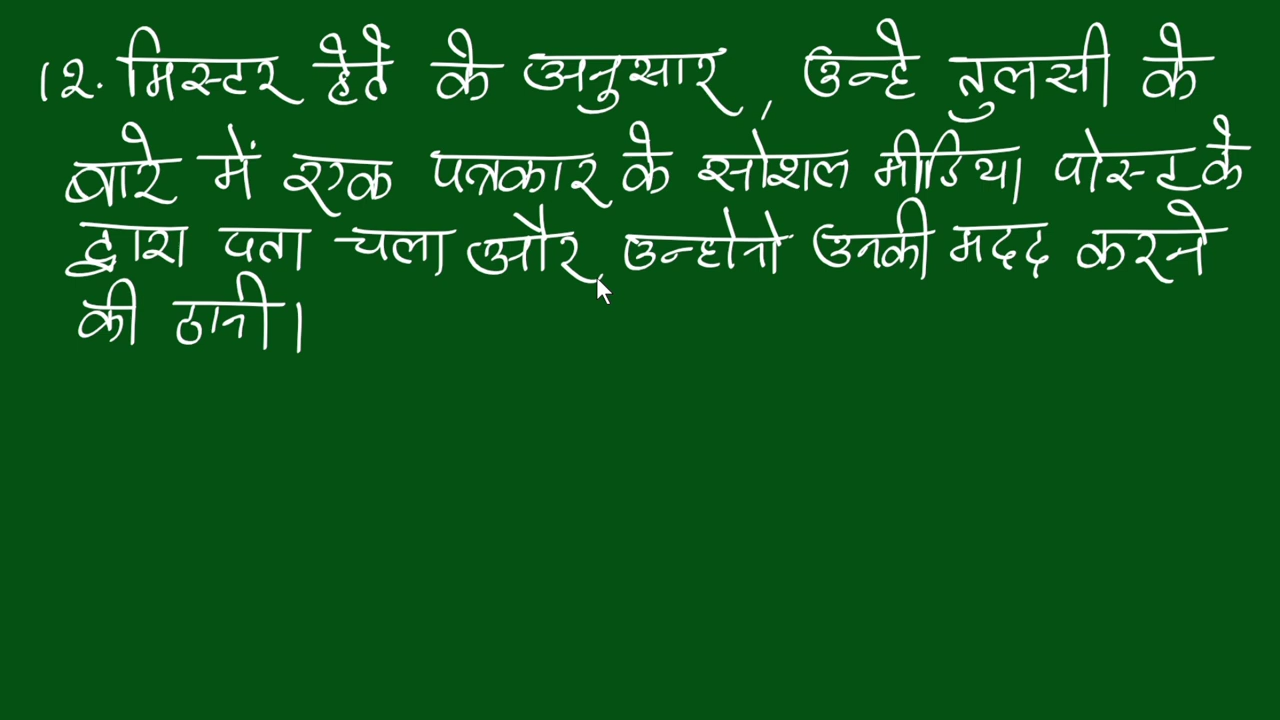 12. मिस्टर हेते के अनुसार, उन्हे तुलसी के
बारे में एक पत्रकार के सोशल मीडिया पोस्ट के
द्वारा पता चला और उन्होनो उनकी मदद करने
की ठानी।